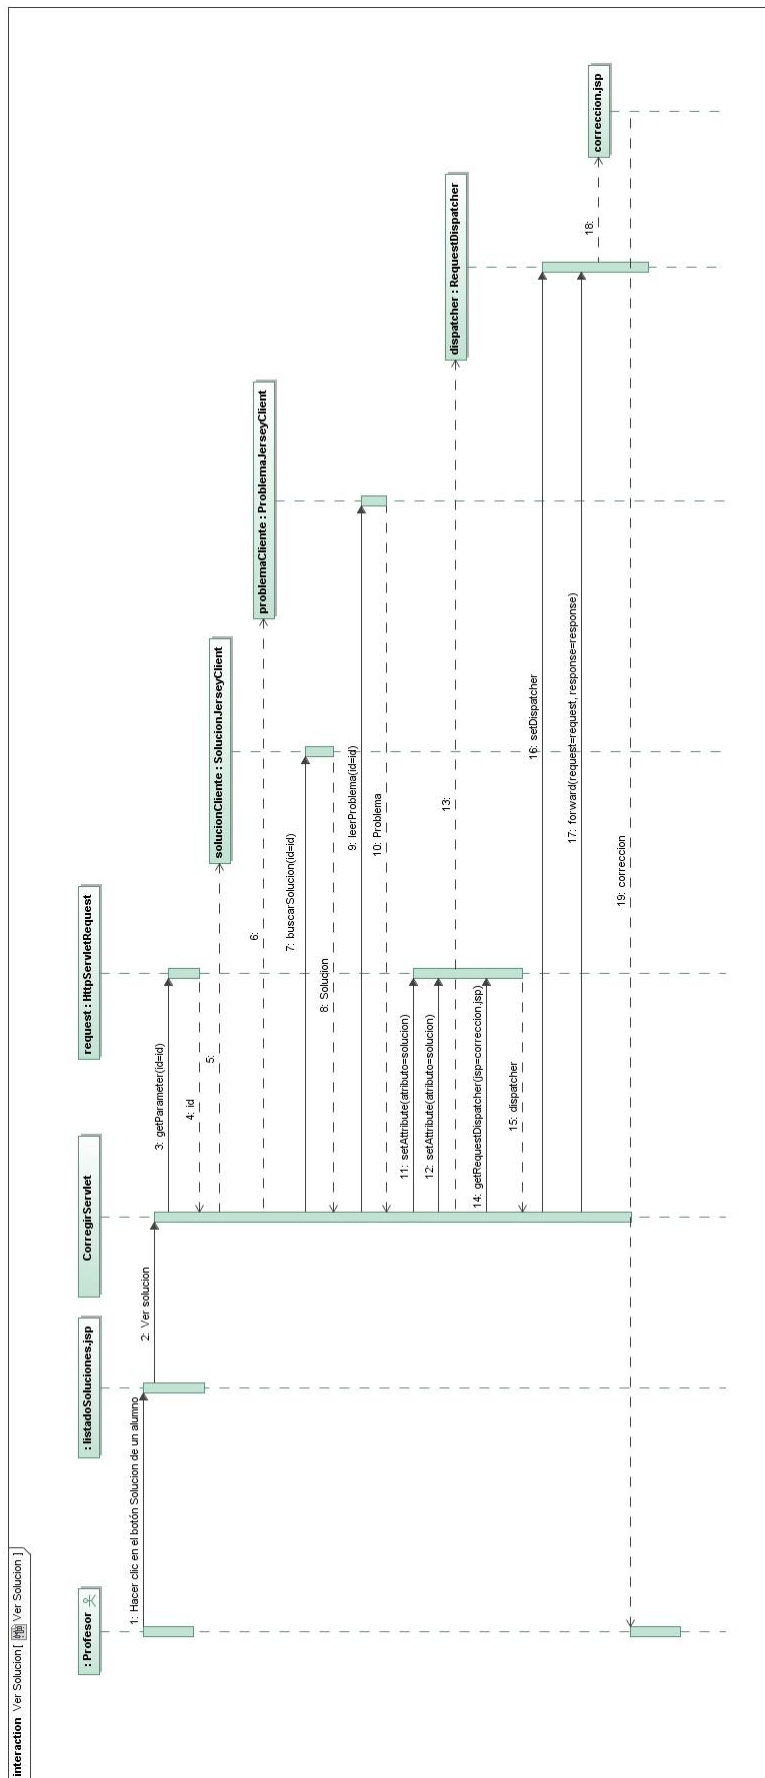 interaction Ver Solucion [ Ver Solucion ]
: Profesor
: listadoSoluciones.jsp
CorregirServlet
request : HttpServletRequest
solucionCliente : SolucionJerseyClient
problemaCliente : ProblemaJerseyClient
dispatcher : RequestDispatcher
correccion.jsp
1: Hacer clic en el botón Solucion de un alumno
2: Ver solucion
3: getParameter(id=id)
4: id
5:
6:
7: buscarSolucion(id=id)
8: Solucion
9: leerProblema(id=id)
10: Problema
11: setAttribute(atributo=solucion)
12: setAttribute(atributo=solucion)
13:
14: getRequestDispatcher(jsp=correccion.jsp)
15: dispatcher
16: setDispatcher
17: forward(request=request, response=response)
18:
19: correccion